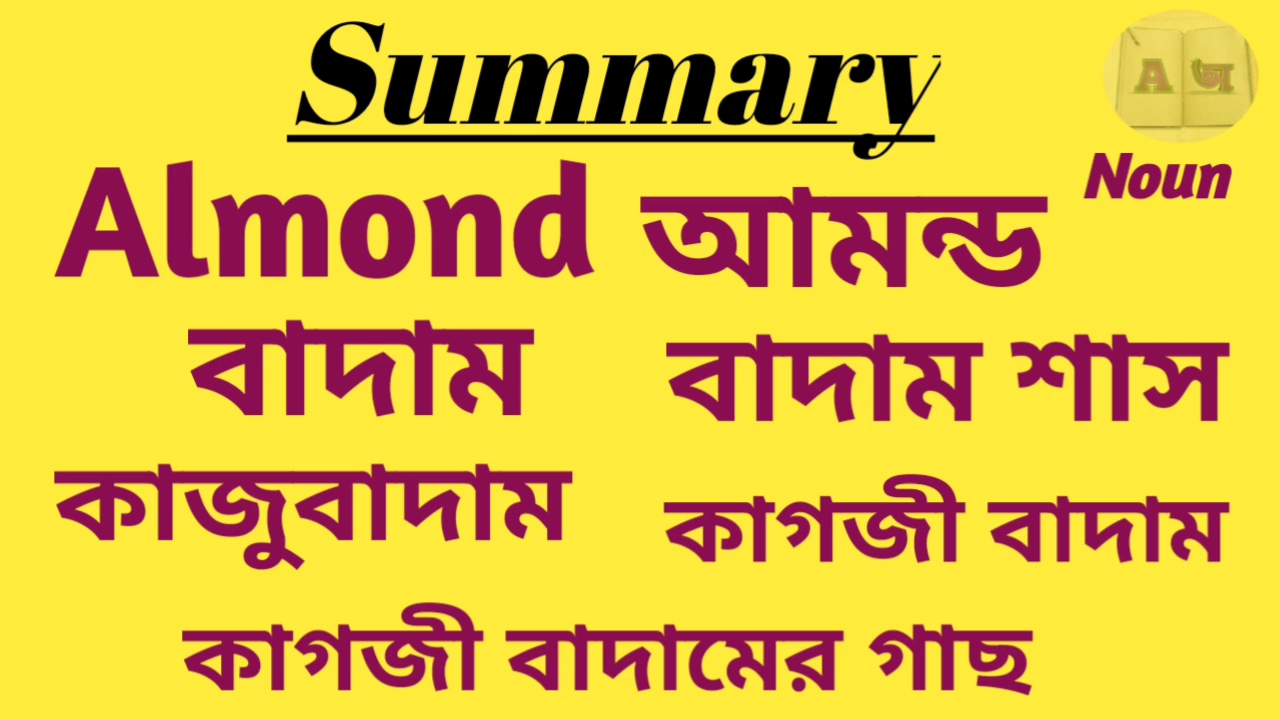 Summary
A অ
Noun
Almond আমন্ড
বাদাম বাদাম শাস
কাজুবাদাম কাগজী বাদাম
কাগজী বাদামের গাছ